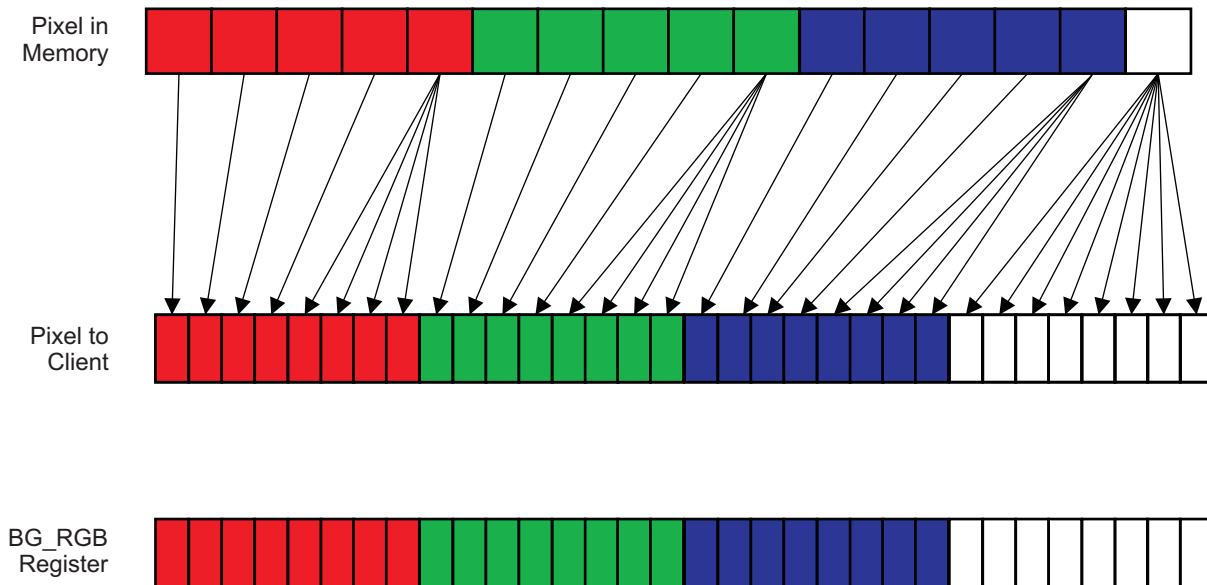 Pixel in
Memory
Pixel to
Client
BG_RGB
Register